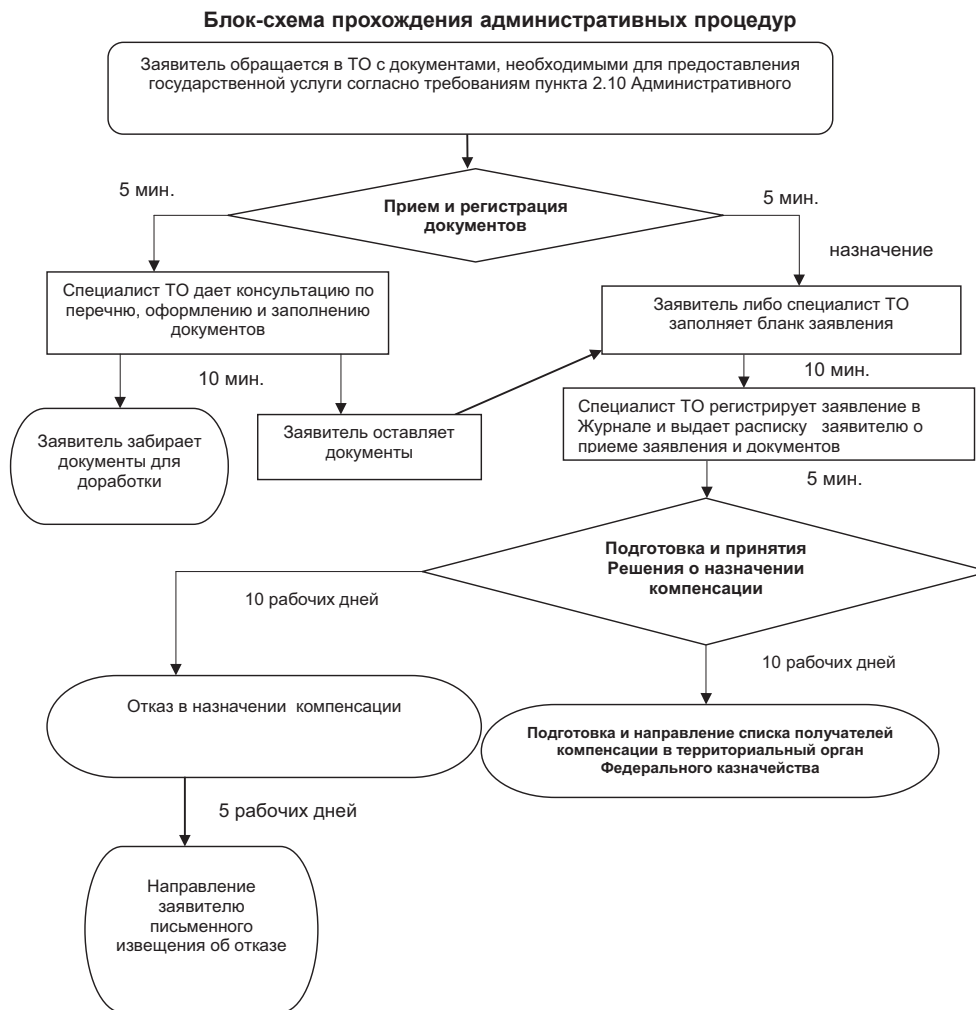 Блок-схема прохождения административных процедур
Заявитель обращается в ТО с документами, необходимыми для предоставления
государственной услуги согласно требованиям пункта 2.10 Административного
5 мин.
5 мин.
Прием и регистрация
документов
назначение
Специалист ТО дает консультацию по
перечню, оформлению и заполнению
документов
Заявитель либо специалист ТО
заполняет бланк заявления
10 мин.
10 мин.
Заявитель забирает
документы для
доработки
Заявитель оставляет
документы
Специалист ТО регистрирует заявление в
Журнале и выдает расписку заявителю о
приеме заявления и документов
5 мин.
Подготовка и принятия
Решения о назначении
компенсации
10 рабочих дней
10 рабочих дней
Отказ в назначении компенсации
Подготовка и направление списка получателей
компенсации в территориальный орган
Федерального казначейства
5 рабочих дней
Направление
заявителю
письменного
извещения об отказе